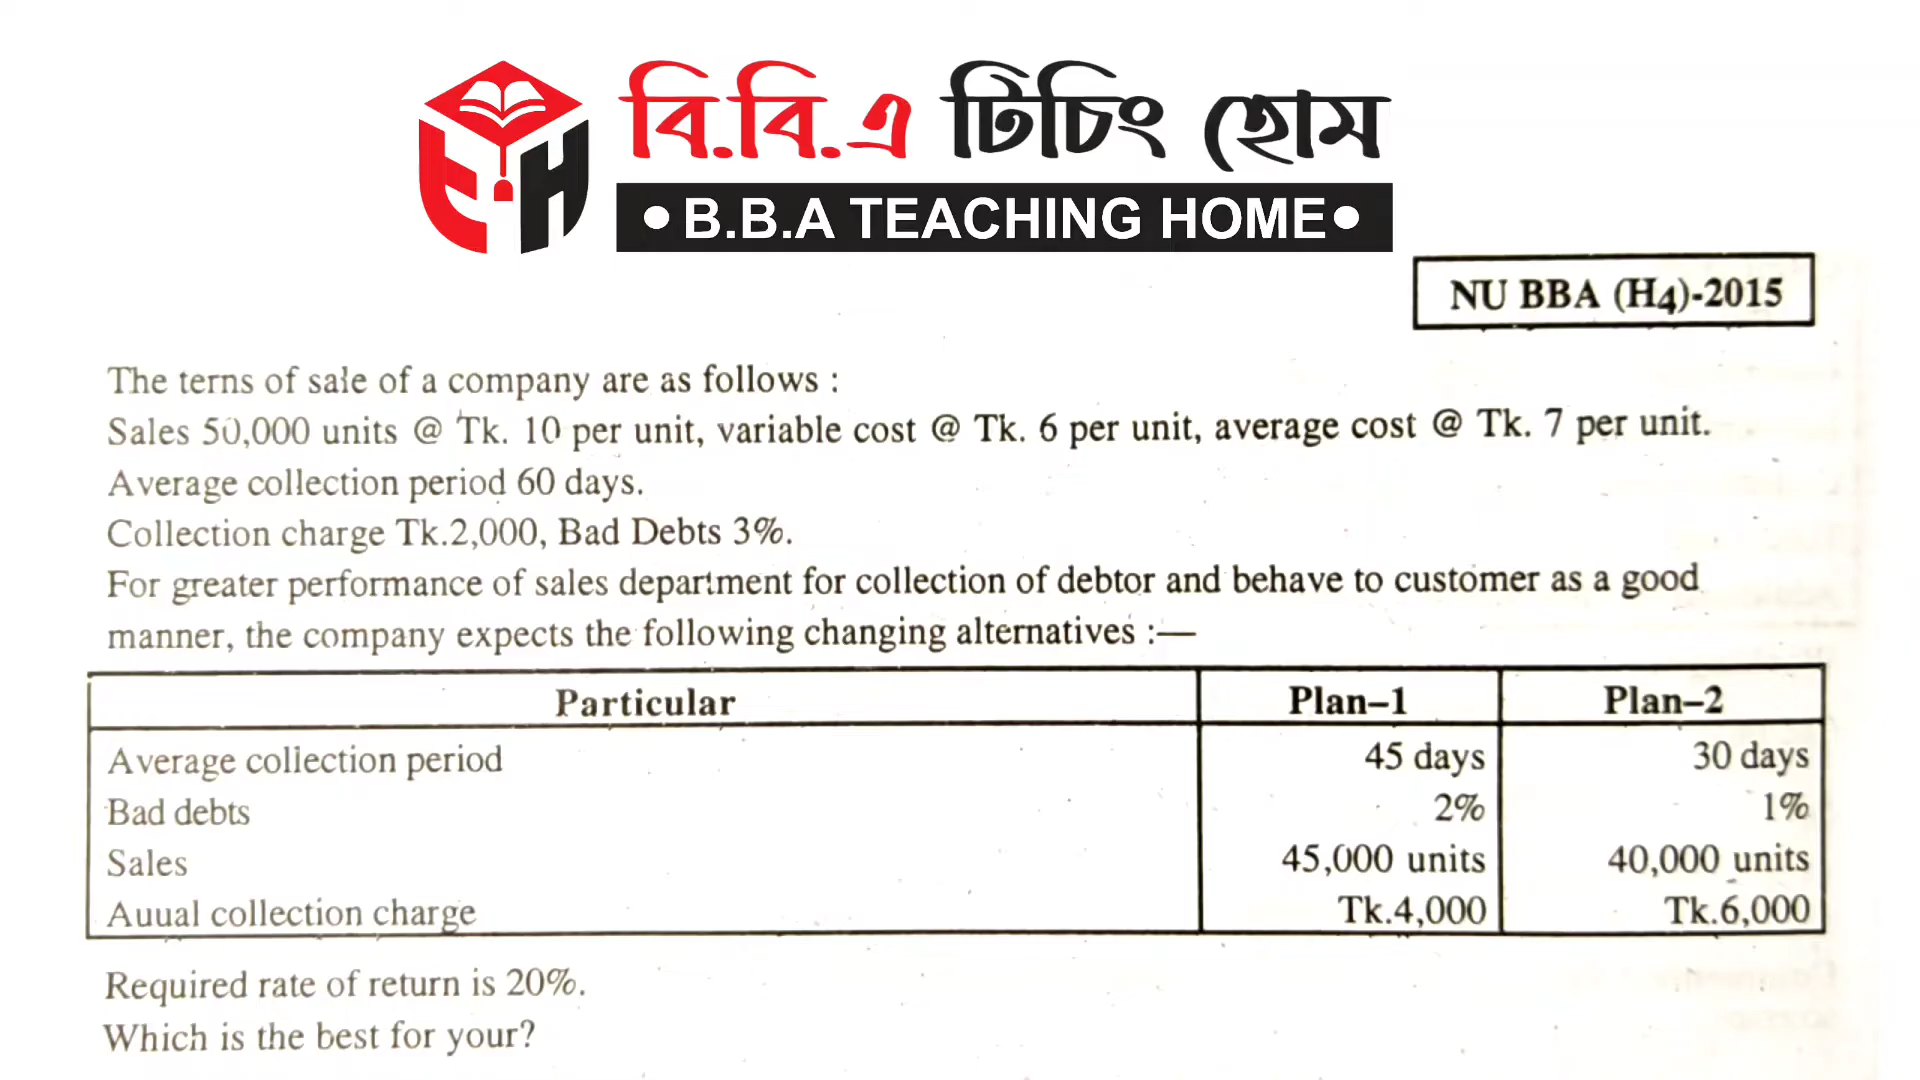 বি.বি.এ টিচিং হোম
•B.B.A TEACHING HOME•
NU BBA (H4)-2015
The terns of sale of a company are as follows :
Sales 50,000 units @ Tk. 10 per unit, variable cost @ Tk. 6 per unit, average cost @ Tk. 7 per unit.
Average collection period 60 days.
Collection charge Tk.2,000, Bad Debts 3%.
For greater performance of sales department for collection of debtor and behave to customer as a good
manner, the company expects the following changing alternatives :—
Particular Plan–1 Plan–2
Average collection period 45 days 30 days
Bad debts 2% 1%
Sales 45,000 units 40,000 units
Auual collection charge Tk.4,000 Tk.6,000
Required rate of return is 20%.
Which is the best for your?